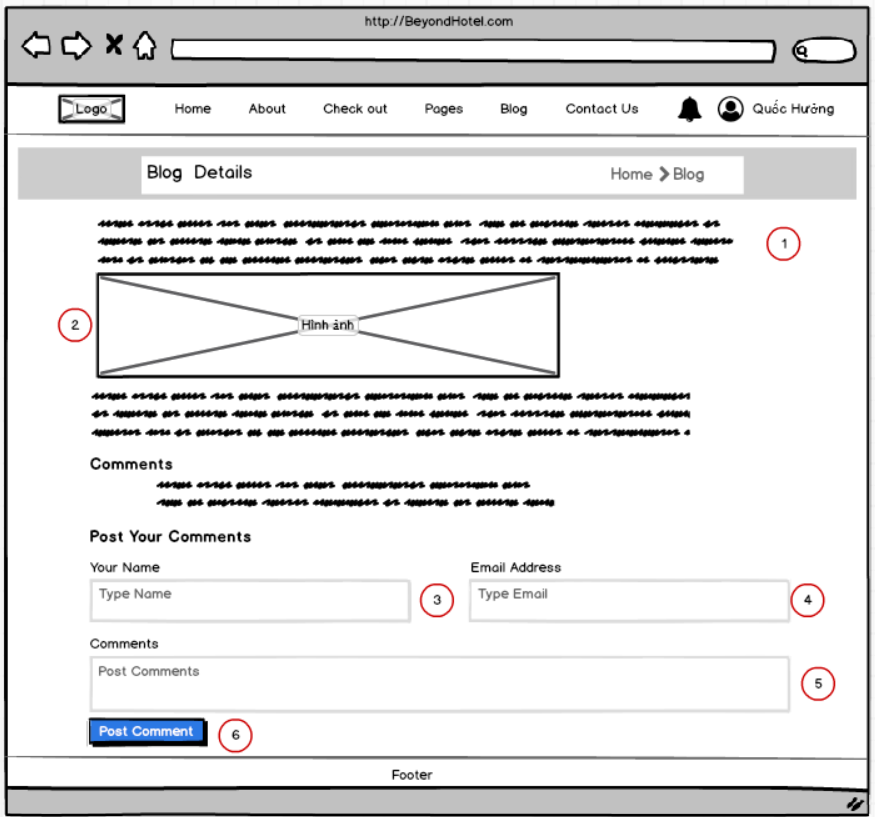 http://BeyondHotel.com
Logo Home About Check out Pages Blog Contact Us Quốc Hưởng
Blog Details Home Blog
1
Hình ảnh
2
Comments
Post Your Comments
Your Name Email Address
Type Name 3 Type Email 4
Comments
Post Comments
5
Post Comment 6
Footer